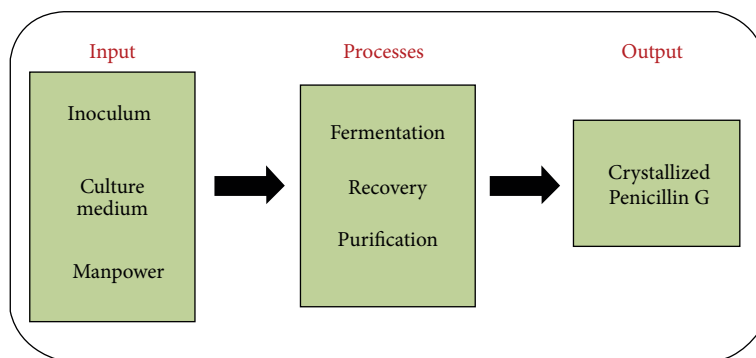 Input
Inoculum
Culture
medium
Manpower
Processes
Fermentation
Recovery
Purification
Output
Crystallized
Penicillin G